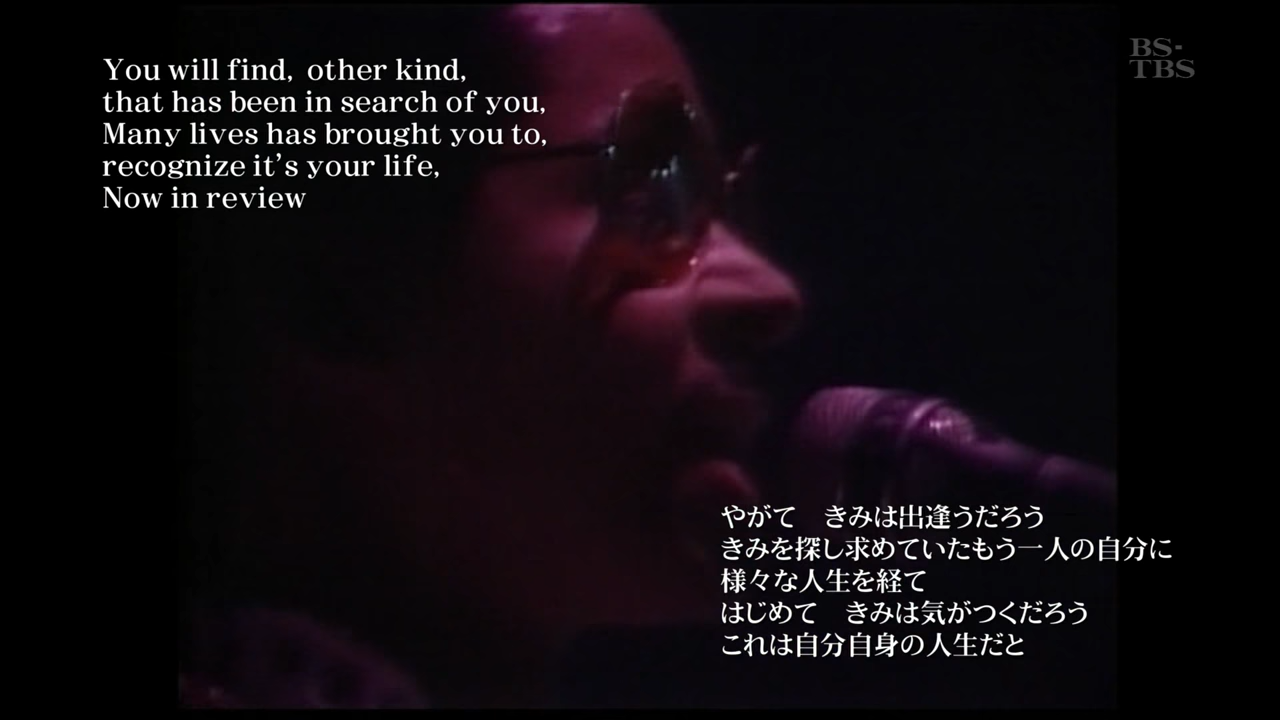 You will find, other kind,
that has been in search of you,
Many lives has brought you to,
recognize it's your life,
Now in review
BS-
TBS
やがて　きみは出逢うだろう
きみを探し求めていたもう一人の自分に
様々な人生を経て
はじめて　きみは気がつくだろう
これは自分自身の人生だと